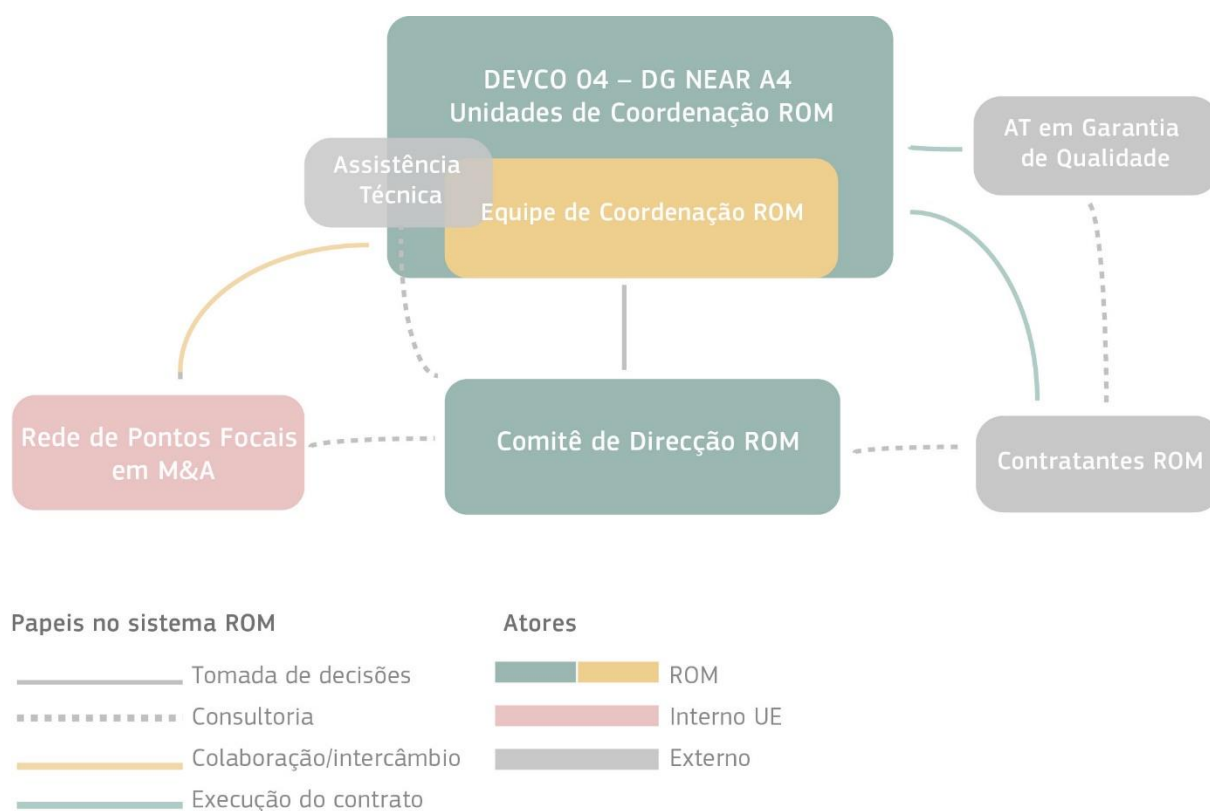 DEVCO 04 – DG NEAR A4
Unidades de Coordenação ROM
Assistência
Técnica
Equipe de Coordenação ROM
AT em Garantia
de Qualidade
Rede de Pontos Focais
em M&A
Comitê de Direcção ROM
Contratantes ROM
Papeis no sistema ROM
Tomada de decisões
Consultoria
Colaboração/intercâmbio
Execução do contrato
Atores
ROM
Interno UE
Externo